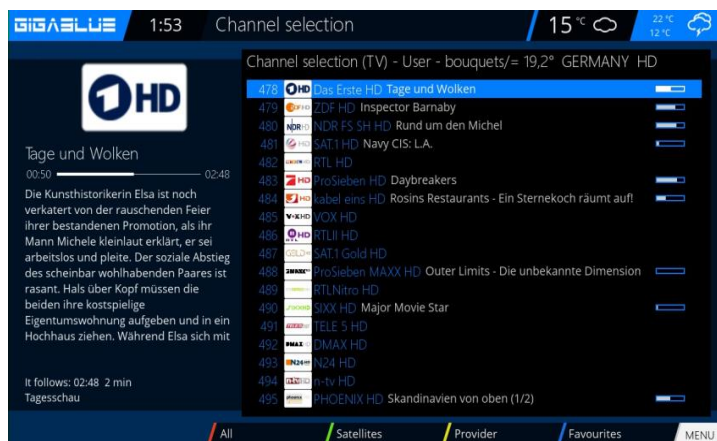 GIGABLUE
1:53
Channel selection
15 °C
22 °C
12 °C
HD
Tage und Wolken
00:50
02:48
Die Kunsthistorikerin Elsa ist noch
verkatert von der rauschenden Feier
ihrer bestandenen Promotion, als ihr
Mann Michele kleinlaut erklärt, er sei
arbeitslos und pleite. Der soziale Abstieg
des scheinbar wohlhabenden Paares ist
rasant. Hals über Kopf müssen die
beiden ihre kostspielige
Eigentumswohnung aufgeben und in ein
Hochhaus ziehen. Während Elsa sich mit
It follows: 02:48 2 min
Tagesschau
Channel selection (TV) - User - bouquets/= 19,2° GERMANY HD
478 HD Das Erste HD Tage und Wolken
479 ZDF HD Inspector Barnaby
480 NDR FS SH HD Rund um den Michel
481 HD SAT.1 HD Navy CIS: L.A.
482 RTL HD
483 HD ProSieben HD Daybreakers
484 HD kabel eins HD Rosins Restaurants - Ein Sternekoch räumt auf!
485 VOX HD
486 HD RTLII HD
487 SAT.1 Gold HD
488 ProSieben MAXX HD Outer Limits - Die unbekannte Dimension
489 RTLNitro HD
490 SIXX HD Major Movie Star
491 TELE 5 HD
492 DMAX HD
493 N24 HD
494 n-tv HD
495 PHOENIX HD Skandinavien von oben (1/2)
All
Satellites
Provider
Favourites
MENU